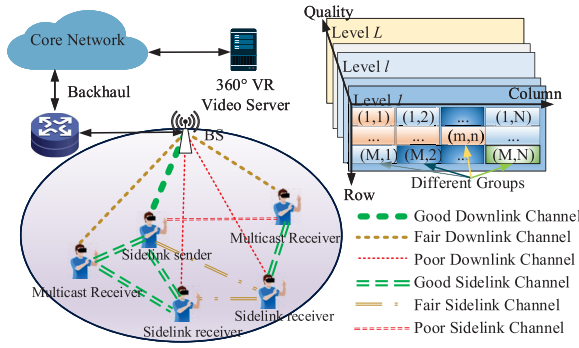 Core Network
360° VR
Video Server
Backhaul
BS
Multicast Receiver
Sidelink sender
Multicast Receiver
Sidelink receiver
Sidelink receiver
Quality
Level L
Level l
Level 1
Column
(1,1) (1,2) ... (1,N)
... ... (m,n) ...
(M,1) (M,2) ... (M,N)
Row
Different Groups
Good Downlink Channel
Fair Downlink Channel
Poor Downlink Channel
Good Sidelink Channel
Fair Sidelink Channel
Poor Sidelink Channel